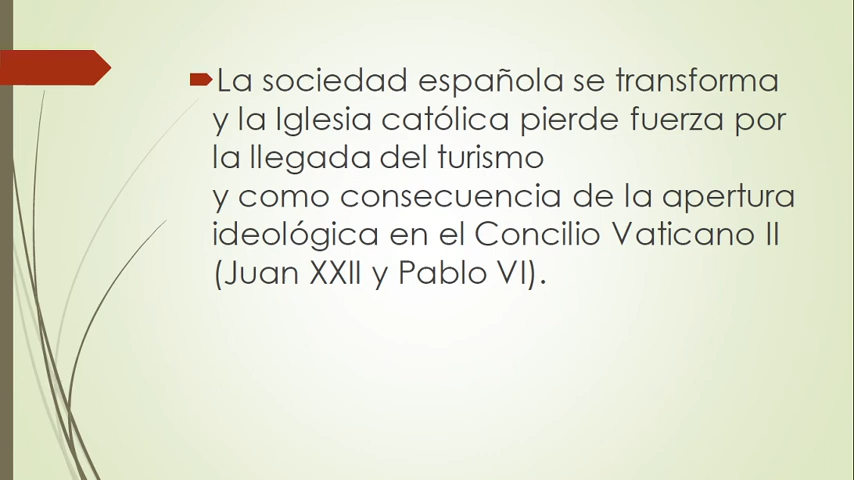 La sociedad española se transforma
y la Iglesia católica pierde fuerza por
la llegada del turismo
y como consecuencia de la apertura
ideológica en el Concilio Vaticano II
(Juan XXII y Pablo VI).